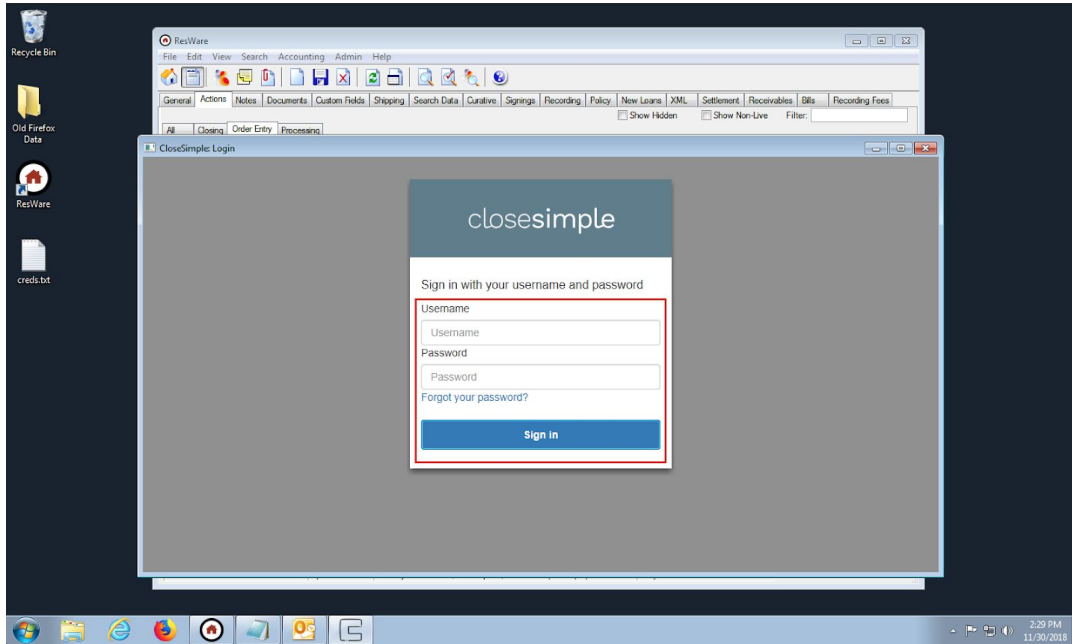 Recycle Bin
Old Firefox
Data
ResWare
creds.txt
ResWare
File Edit View Search Accounting Admin Help
General Actions Notes Documents Custom Fields Shipping Search Data Curative Signings Recording Policy New Loans XML Settlement Receivables Bills Recording Fees
Show Hidden Show Non-Live Filter:
All Closing Order Entry Processing
CloseSimple: Login
closesimple
Sign in with your username and password
Username
Username
Password
Password
Forgot your password?
Sign in
2:29 PM
11/30/2018